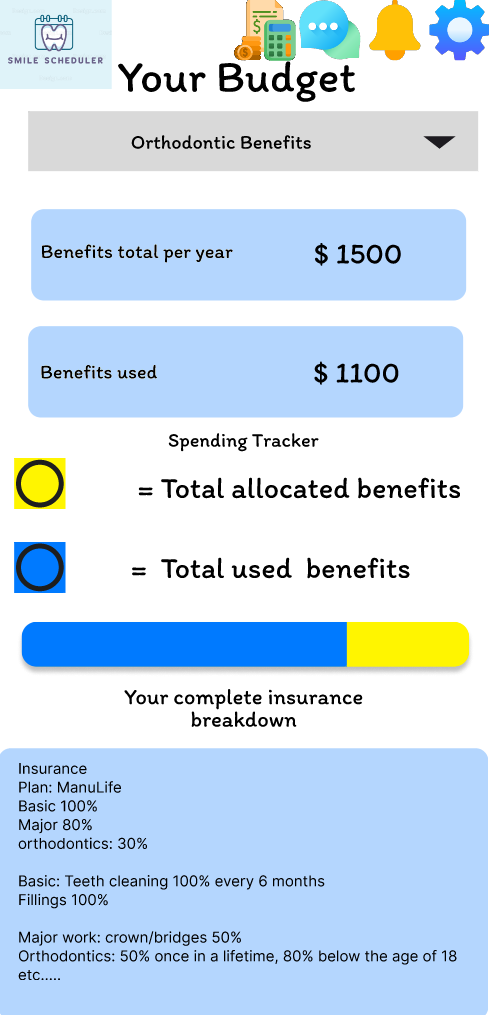 SMILE SCHEDULER
Your Budget
Orthodontic Benefits
Benefits total per year
$ 1500
Benefits used
$ 1100
Spending Tracker
= Total allocated benefits
= Total used benefits
Your complete insurance
breakdown
Insurance
Plan: ManuLife
Basic 100%
Major 80%
orthodontics: 30%
Basic: Teeth cleaning 100% every 6 months
Fillings 100%
Major work: crown/bridges 50%
Orthodontics: 50% once in a lifetime, 80% below the age of 18
etc.....